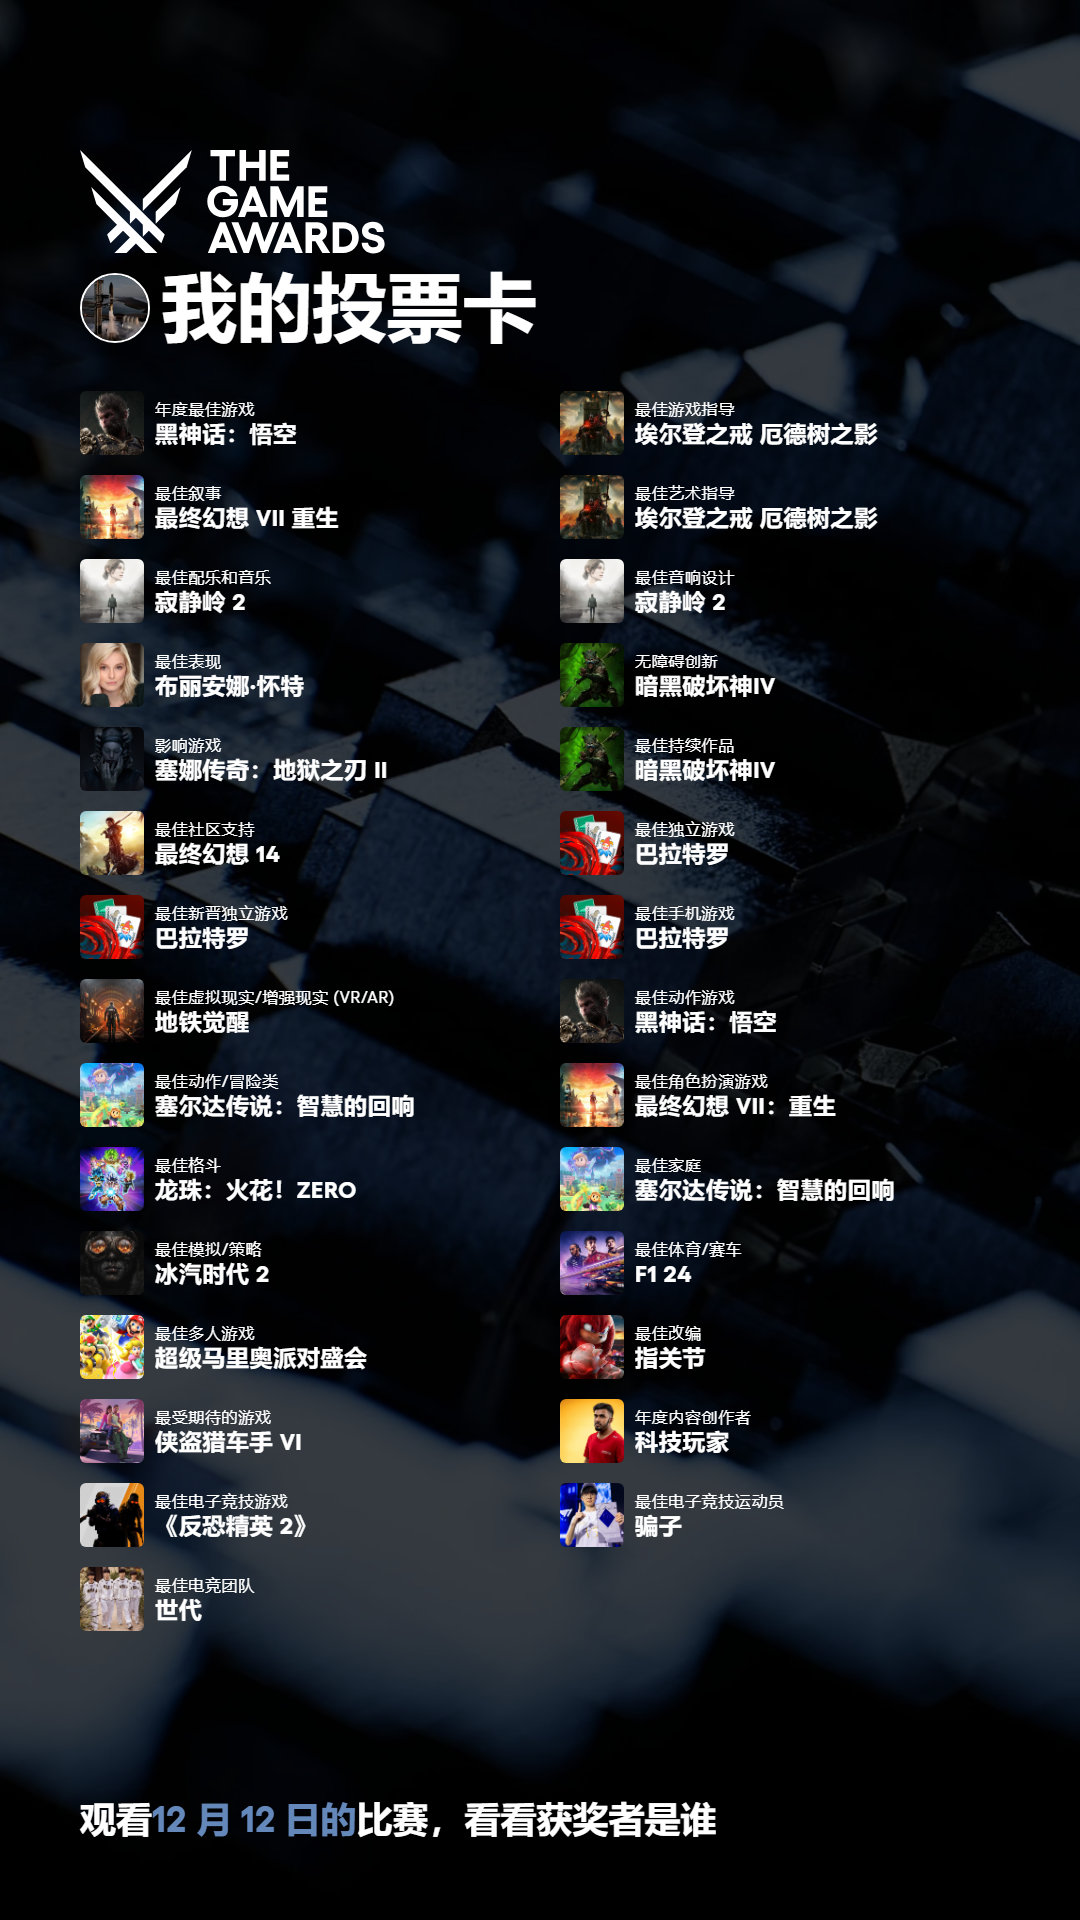 THE
GAME
AWARDS
我的投票卡
年度最佳游戏
黑神话：悟空
最佳游戏指导
埃尔登之戒 厄德树之影
最佳叙事
最终幻想 VII 重生
最佳艺术指导
埃尔登之戒 厄德树之影
最佳配乐和音乐
寂静岭 2
最佳音响设计
寂静岭 2
最佳表现
布丽安娜·怀特
无障碍创新
暗黑破坏神IV
影响游戏
塞娜传奇：地狱之刃 II
最佳持续作品
暗黑破坏神IV
最佳社区支持
最终幻想 14
最佳独立游戏
巴拉特罗
最佳新晋独立游戏
巴拉特罗
最佳手机游戏
巴拉特罗
最佳虚拟现实/增强现实 (VR/AR)
地铁觉醒
最佳动作游戏
黑神话：悟空
最佳动作/冒险类
塞尔达传说：智慧的回响
最佳角色扮演游戏
最终幻想 VII：重生
最佳格斗
龙珠：火花！ZERO
最佳家庭
塞尔达传说：智慧的回响
最佳模拟/策略
冰汽时代 2
最佳体育/赛车
F1 24
最佳多人游戏
超级马里奥派对盛会
最佳改编
指关节
最受期待的游戏
侠盗猎车手 VI
年度内容创作者
科技玩家
最佳电子竞技游戏
《反恐精英 2》
最佳电子竞技运动员
骗子
最佳电竞团队
世代
观看12 月 12 日的比赛，看看获奖者是谁